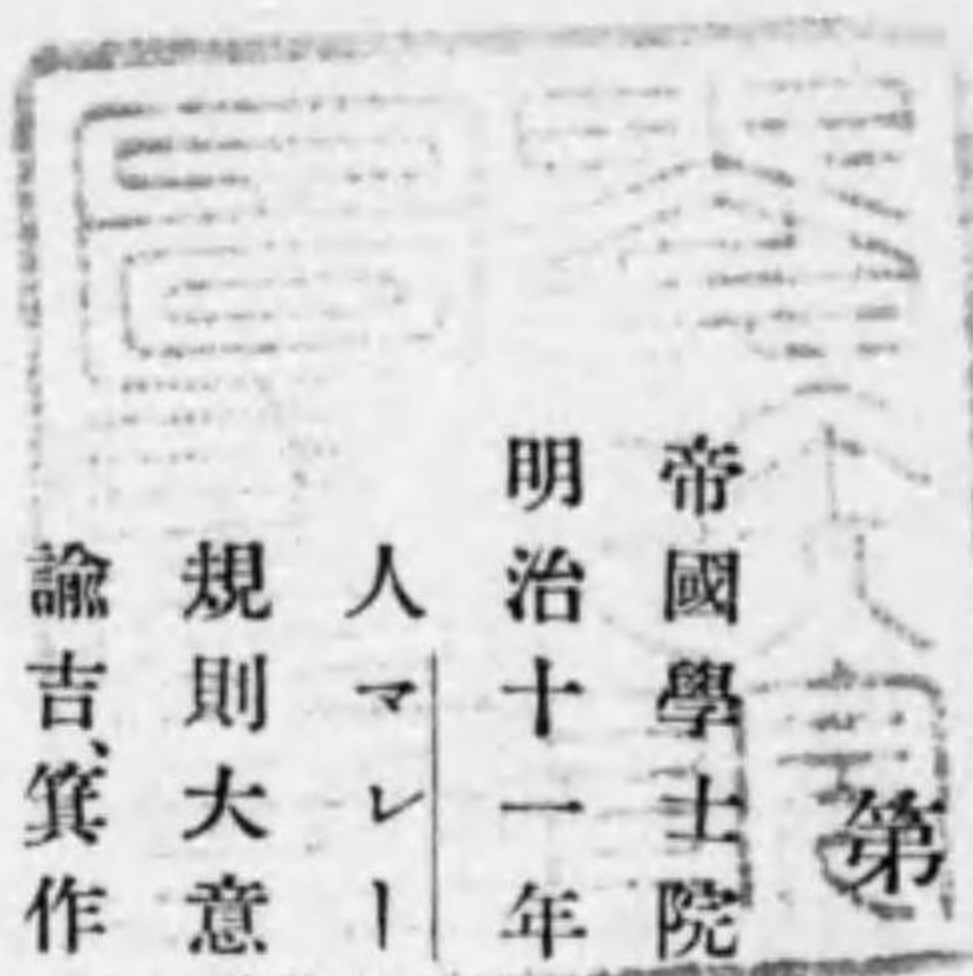 第
帝國學士院
明治十一年
人マレー
規則大意
諭吉、箕作